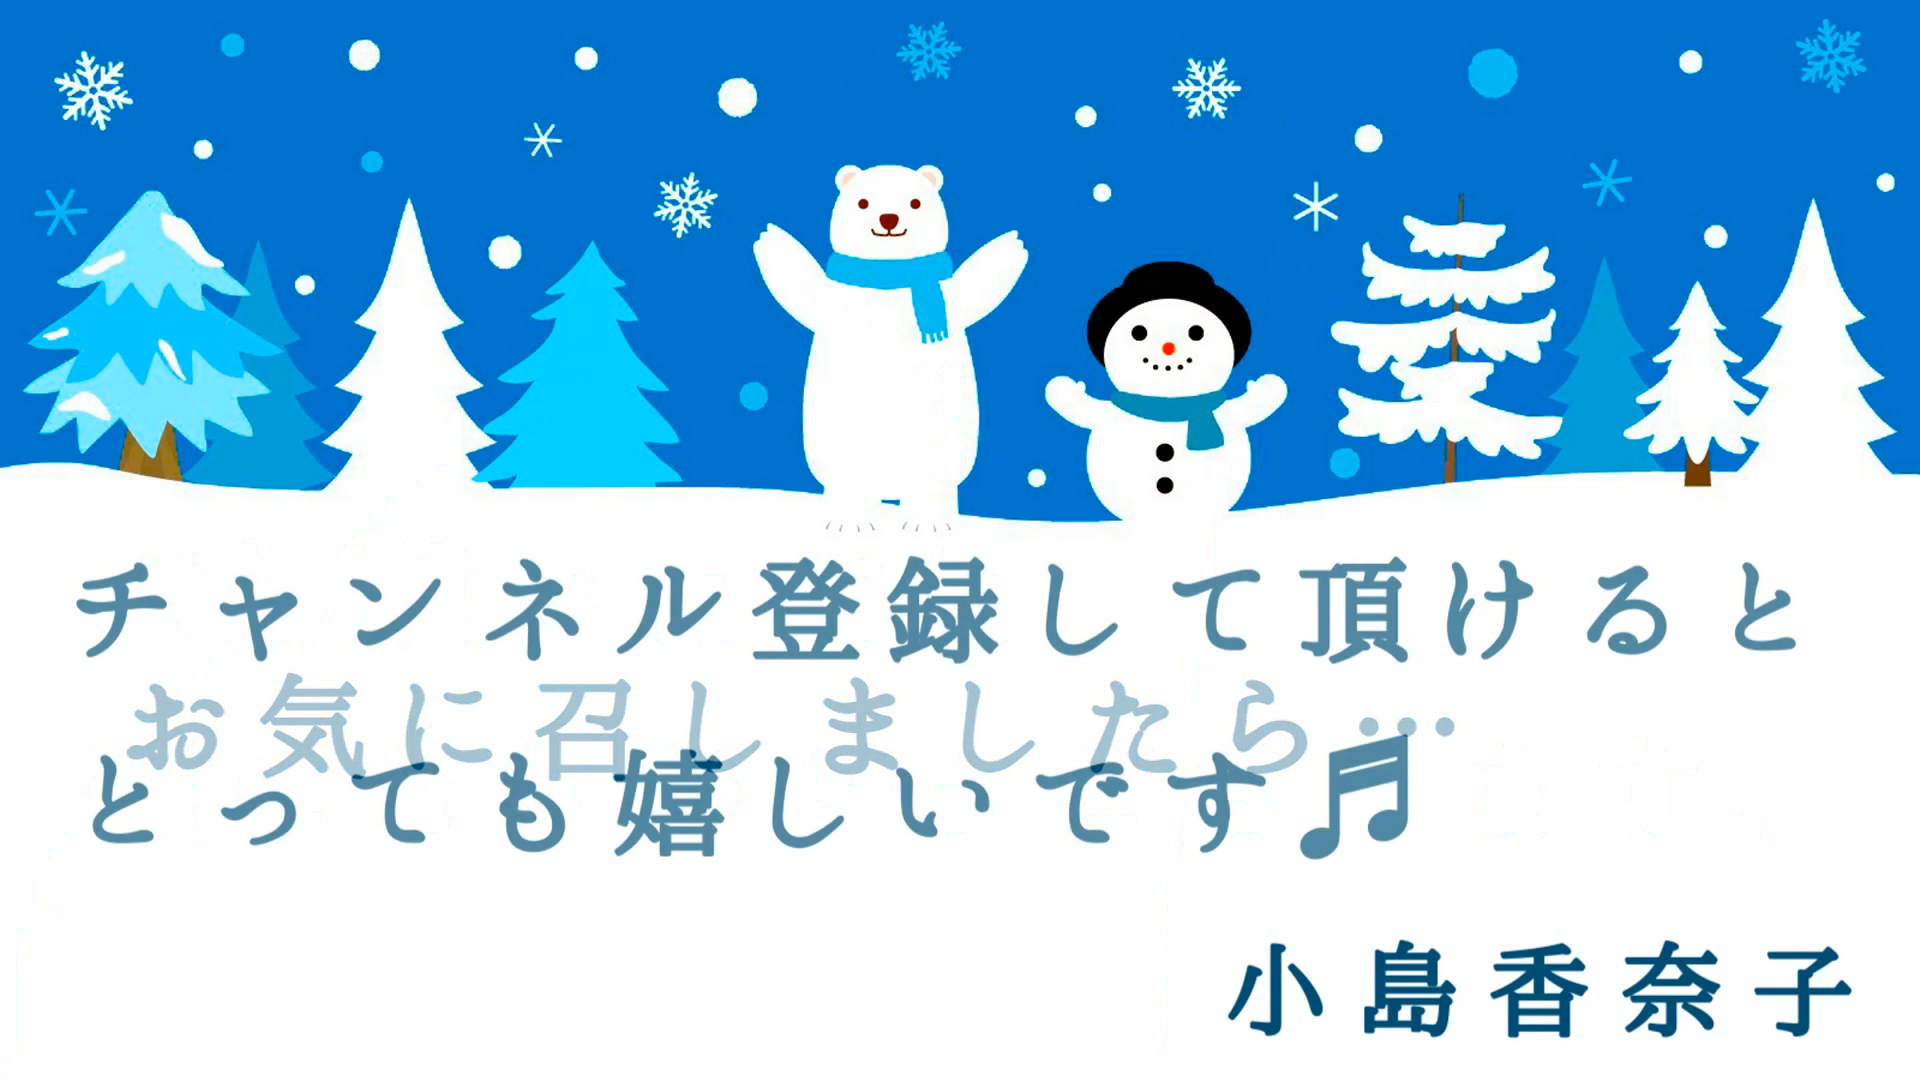 チャンネル登録して頂けると
お気に召しましたら…
とっても嬉しいです♬
小島香奈子